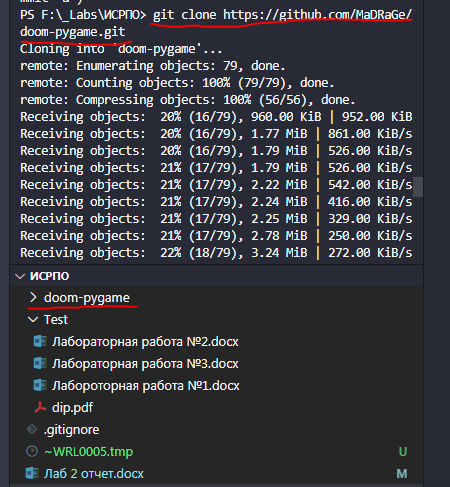 PS F:\_Labs\ИСРПО> git clone https://github.com/MaDRaGe/
doom-pygame.git
Cloning into 'doom-pygame'...
remote: Enumerating objects: 79, done.
remote: Counting objects: 100% (79/79), done.
remote: Compressing objects: 100% (56/56), done.
Receiving objects:  20% (16/79), 960.00 KiB | 952.00 KiB
Receiving objects:  20% (16/79), 1.77 MiB | 861.00 KiB/s
Receiving objects:  20% (16/79), 1.79 MiB | 526.00 KiB/s
Receiving objects:  21% (17/79), 1.79 MiB | 526.00 KiB/s
Receiving objects:  21% (17/79), 2.22 MiB | 542.00 KiB/s
Receiving objects:  21% (17/79), 2.24 MiB | 416.00 KiB/s
Receiving objects:  21% (17/79), 2.25 MiB | 329.00 KiB/s
Receiving objects:  21% (17/79), 2.78 MiB | 250.00 KiB/s
Receiving objects:  22% (18/79), 3.24 MiB | 272.00 KiB/s
ИСРПО
doom-pygame
Test
Лабораторная работа №2.docx
Лабораторная работа №3.docx
Лабороторная работа №1.docx
dip.pdf
.gitignore
~WRL0005.tmp U
Лаб 2 отчет.docx M